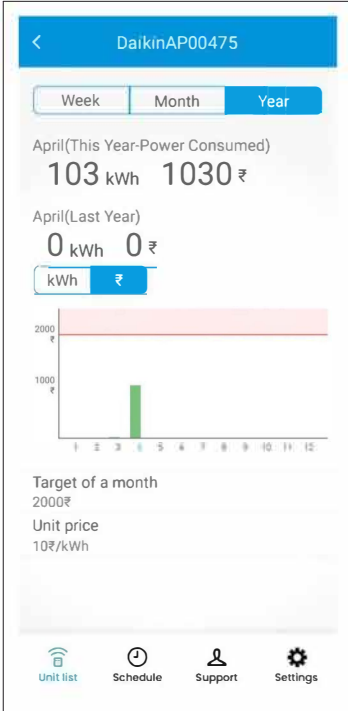 DaikinAP00475
Week Month Year
April(This Year-Power Consumed)
103 kWh 1030 ₹
April(Last Year)
0 kWh 0 ₹
kWh ₹
2000
₹
1000
₹
1 2 3 4 5 6 7 8 9 10 11 12
Target of a month
2000₹
Unit price
10₹/kWh
Unit list Schedule Support Settings